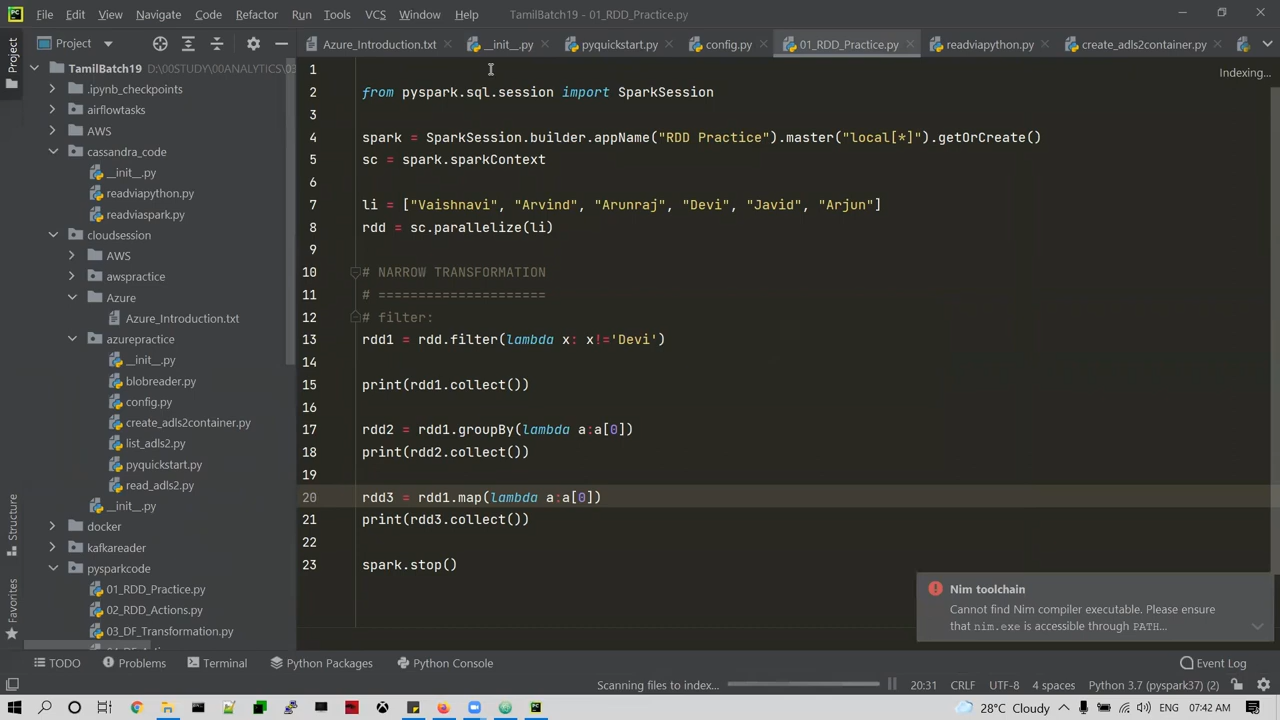 File Edit View Navigate Code Refactor Run Tools VCS Window Help TamilBatch19 - 01_RDD_Practice.py
Project Azure_Introduction.txt __init__.py pyquickstart.py config.py 01_RDD_Practice.py readviapython.py create_adls2container.py
Project
Structure
Favorites
TamilBatch19 D:\00STUDY\00ANALYTICS\03
.ipynb_checkpoints
airflowtasks
AWS
cassandra_code
__init__.py
readviapython.py
readviaspark.py
cloudsession
AWS
awspractice
Azure
Azure_Introduction.txt
azurepractice
__init__.py
blobreader.py
config.py
create_adls2container.py
list_adls2.py
pyquickstart.py
read_adls2.py
__init__.py
docker
kafkareader
pysparkcode
01_RDD_Practice.py
02_RDD_Actions.py
03_DF_Transformation.py
Indexing...
1
2 from pyspark.sql.session import SparkSession
3
4 spark = SparkSession.builder.appName("RDD Practice").master("local[*]").getOrCreate()
5 sc = spark.sparkContext
6
7 li = ["Vaishnavi", "Arvind", "Arunraj", "Devi", "Javid", "Arjun"]
8 rdd = sc.parallelize(li)
9
10 # NARROW TRANSFORMATION
11 # =====================
12 # filter:
13 rdd1 = rdd.filter(lambda x: x!='Devi')
14
15 print(rdd1.collect())
16
17 rdd2 = rdd1.groupBy(lambda a:a[0])
18 print(rdd2.collect())
19
20 rdd3 = rdd1.map(lambda a:a[0])
21 print(rdd3.collect())
22
23 spark.stop()
Nim toolchain
Cannot find Nim compiler executable. Please ensure
that nim.exe is accessible through PATH...
TODO Problems Terminal Python Packages Python Console Event Log
Scanning files to index... 20:31 CRLF UTF-8 4 spaces Python 3.7 (pyspark37) (2)
28°C Cloudy ENG 07:42 AM